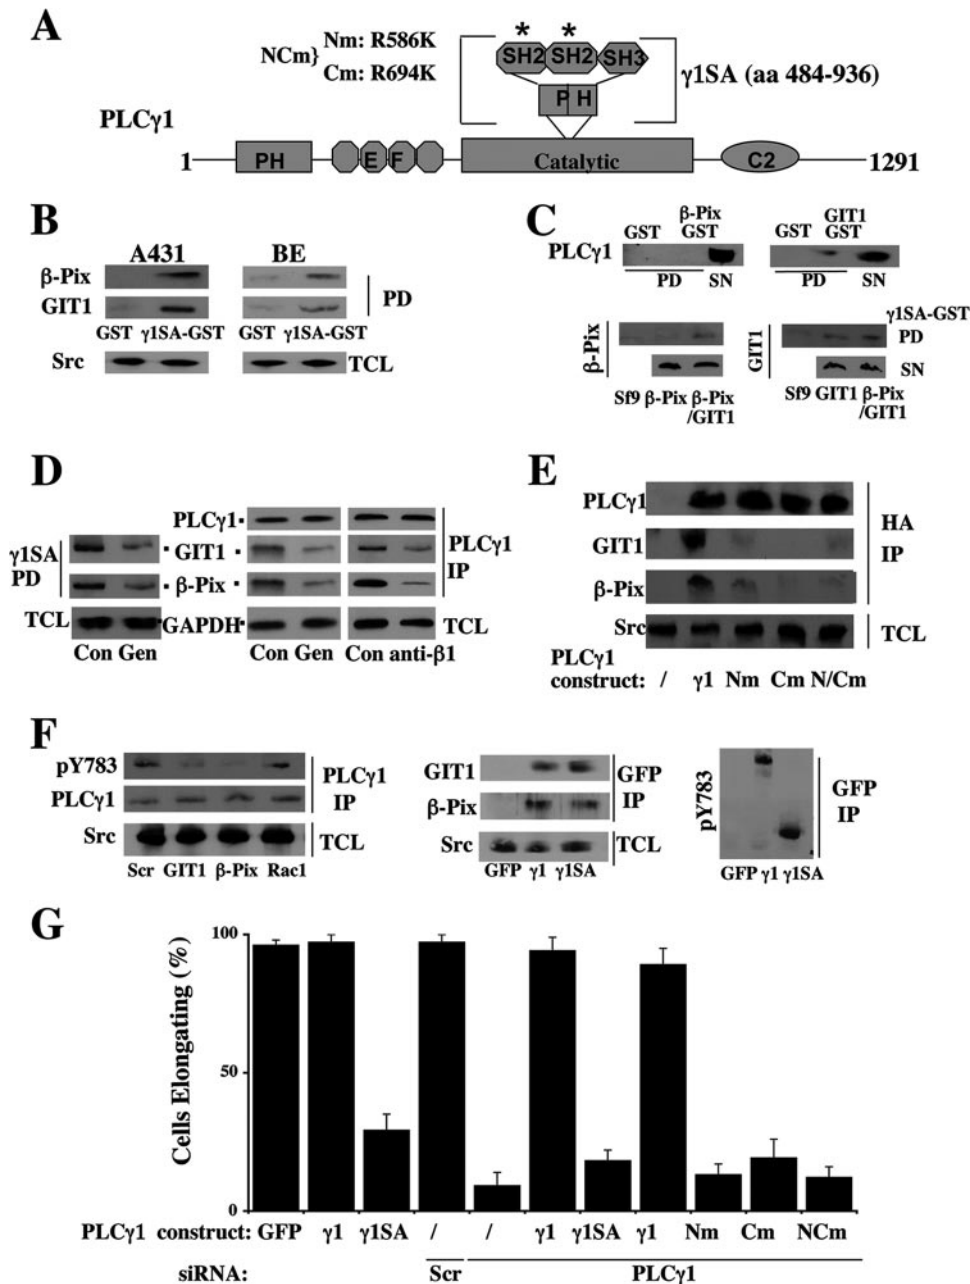 A
* *
NCm} Nm: R586K
Cm: R694K
SH2 SH2 SH3
P H
γ1SA (aa 484-936)
PLCγ1
1 PH E F Catalytic C2 1291
B
A431 BE
β-Pix
GIT1
PD
GST γ1SA-GST GST γ1SA-GST
Src TCL
C
β-Pix GIT1
GST GST GST GST
PLCγ1
PD SN PD SN
γ1SA-GST
β-Pix GIT1 PD
SN
Sf9 β-Pix β-Pix Sf9 GIT1 β-Pix
/GIT1 /GIT1
D
PLCγ1
γ1SA GIT1 PLCγ1
PD β-Pix IP
TCL GAPDH TCL
Con Gen Con Gen Con anti-β1
E
PLCγ1 HA
GIT1 IP
β-Pix
Src TCL
PLCγ1
construct: / γ1 Nm Cm N/Cm
F
pY783 PLCγ1
PLCγ1 IP
Src TCL
Scr GIT1 β-Pix Rac1
GIT1 GFP
β-Pix IP
Src TCL
GFP γ1 γ1SA
pY783 GFP
IP
GFP γ1 γ1SA
G
Cells Elongating (%)
100
50
0
PLCγ1 construct: GFP γ1 γ1SA / / γ1 γ1SA γ1 Nm Cm NCm
siRNA: Scr PLCγ1